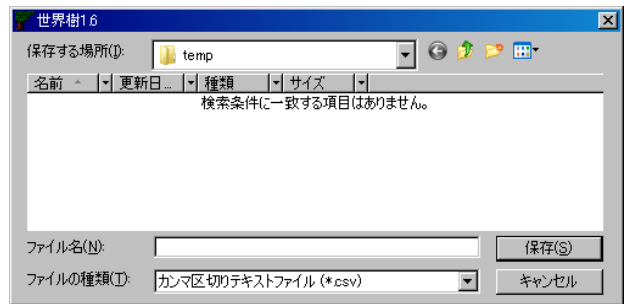 世界樹1.6
保存する場所(I):
temp
名前 更新日... 種類 サイズ
検索条件に一致する項目はありません。
ファイル名(N):
保存(S)
ファイルの種類(T):
カンマ区切りテキストファイル (*.csv)
キャンセル